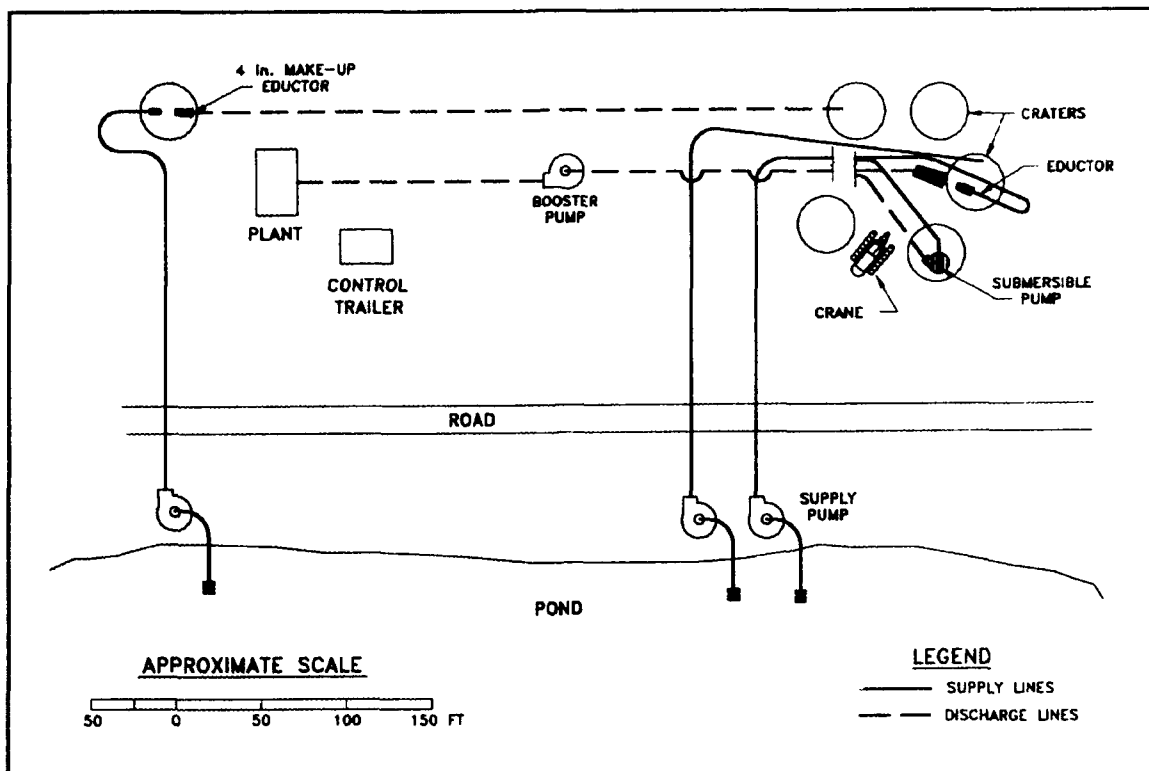 4 In. MAKE-UP
EDUCTOR
CRATERS
EDUCTOR
BOOSTER
PUMP
PLANT
CONTROL
TRAILER
SUBMERSIBLE
PUMP
CRANE
ROAD
SUPPLY
PUMP
POND
APPROXIMATE SCALE
50 0 50 100 150 FT
LEGEND
SUPPLY LINES
DISCHARGE LINES